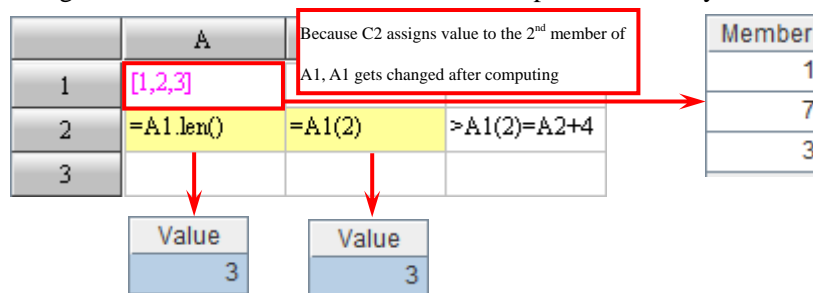 A
Because C2 assigns value to the 2nd member of
A1, A1 gets changed after computing
Member
1 [1,2,3]
1
2 =A1.len() =A1(2) >A1(2)=A2+4
7
3
3
Value Value
3 3